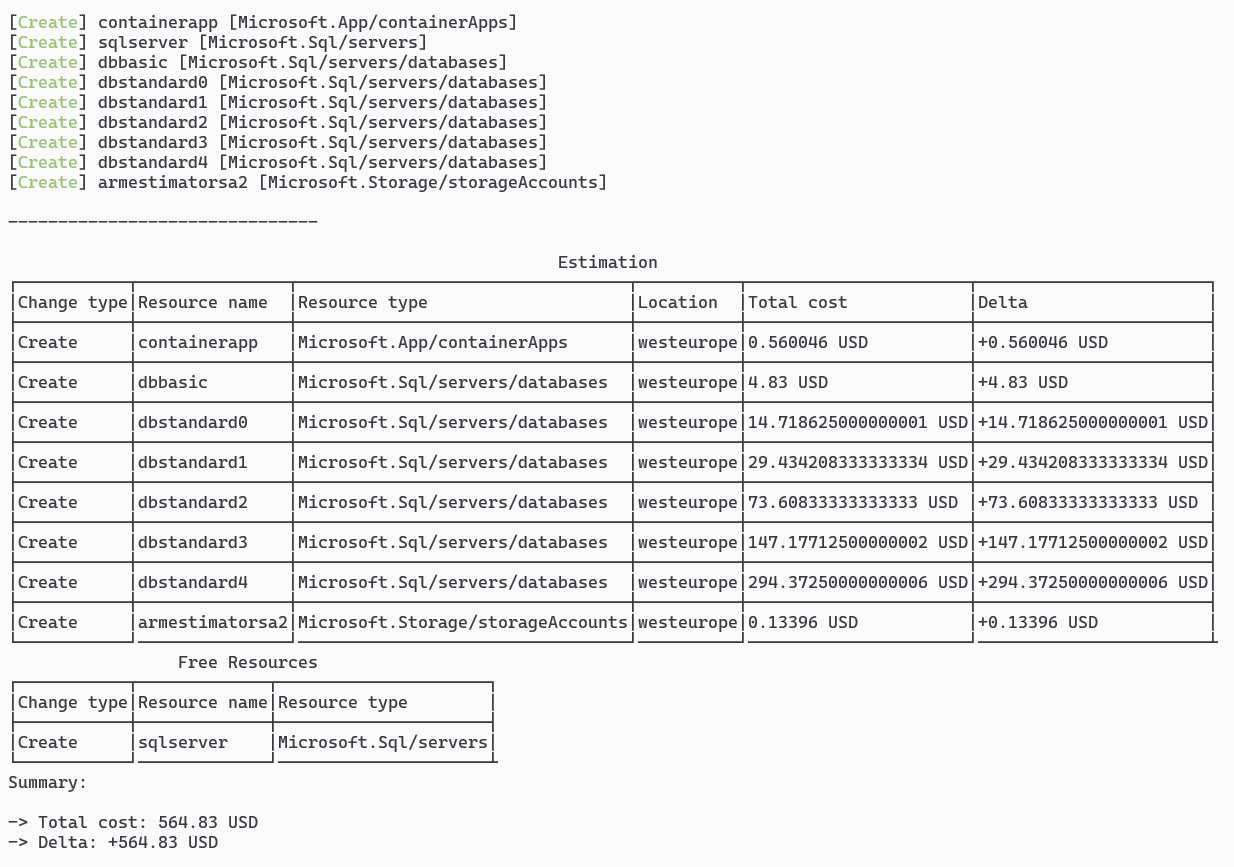 [Create] containerapp [Microsoft.App/containerApps]
[Create] sqlserver [Microsoft.Sql/servers]
[Create] dbbasic [Microsoft.Sql/servers/databases]
[Create] dbstandard0 [Microsoft.Sql/servers/databases]
[Create] dbstandard1 [Microsoft.Sql/servers/databases]
[Create] dbstandard2 [Microsoft.Sql/servers/databases]
[Create] dbstandard3 [Microsoft.Sql/servers/databases]
[Create] dbstandard4 [Microsoft.Sql/servers/databases]
[Create] armestimatorsa2 [Microsoft.Storage/storageAccounts]
-------------------------------
Estimation
Change type Resource name Resource type Location Total cost Delta
Create containerapp Microsoft.App/containerApps westeurope 0.560046 USD +0.560046 USD
Create dbbasic Microsoft.Sql/servers/databases westeurope 4.83 USD +4.83 USD
Create dbstandard0 Microsoft.Sql/servers/databases westeurope 14.718625000000001 USD +14.718625000000001 USD
Create dbstandard1 Microsoft.Sql/servers/databases westeurope 29.434208333333334 USD +29.434208333333334 USD
Create dbstandard2 Microsoft.Sql/servers/databases westeurope 73.60833333333333 USD +73.60833333333333 USD
Create dbstandard3 Microsoft.Sql/servers/databases westeurope 147.17712500000002 USD +147.17712500000002 USD
Create dbstandard4 Microsoft.Sql/servers/databases westeurope 294.37250000000006 USD +294.37250000000006 USD
Create armestimatorsa2 Microsoft.Storage/storageAccounts westeurope 0.13396 USD +0.13396 USD
Free Resources
Change type Resource name Resource type
Create sqlserver Microsoft.Sql/servers
Summary:
-> Total cost: 564.83 USD
-> Delta: +564.83 USD